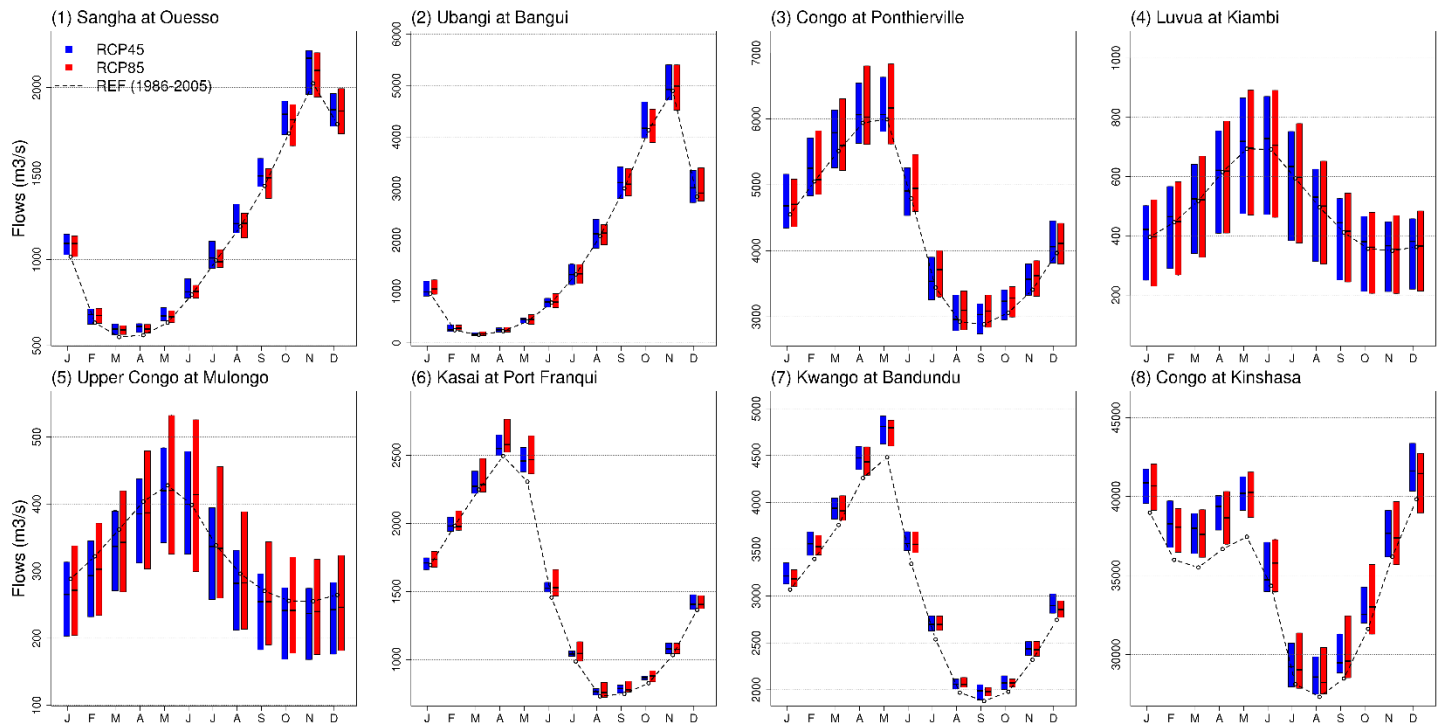 (1) Sangha at Ouesso
(2) Ubangi at Bangui
(3) Congo at Ponthierville
(4) Luvua at Kiambi
RCP45
RCP85
REF (1986-2005)
Flows (m3/s)
500 1000 1500 2000
0 1000 2000 3000 4000 5000 6000
3000 4000 5000 6000 7000
200 400 600 800 1000
J F M A M J J A S O N D
J F M A M J J A S O N D
J F M A M J J A S O N D
J F M A M J J A S O N D
(5) Upper Congo at Mulongo
(6) Kasai at Port Franqui
(7) Kwango at Bandundu
(8) Congo at Kinshasa
Flows (m3/s)
100 200 300 400 500
1000 1500 2000 2500
2000 2500 3000 3500 4000 4500 5000
30000 35000 40000 45000
J F M A M J J A S O N D
J F M A M J J A S O N D
J F M A M J J A S O N D
J F M A M J J A S O N D